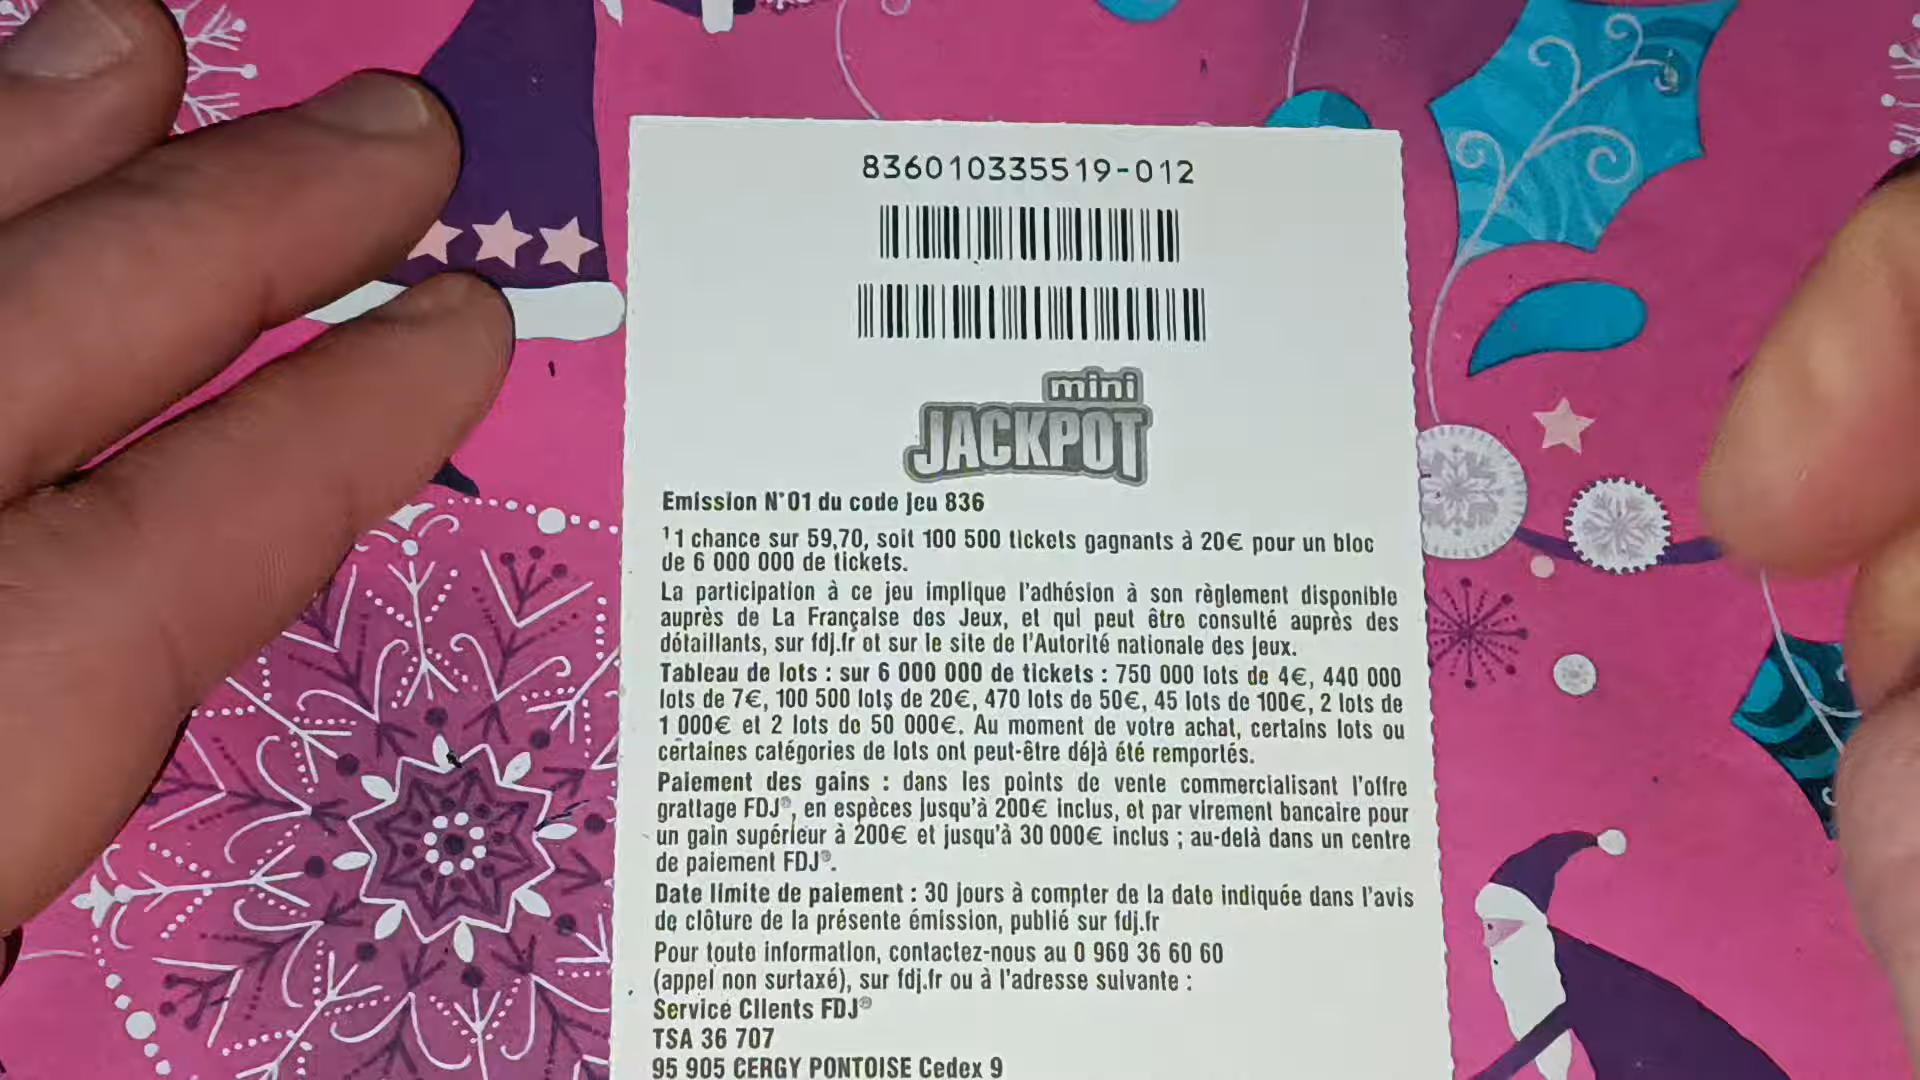 836010335519-012
mini
JACKPOT
Emission N°01 du code jeu 836
¹1 chance sur 59,70, soit 100 500 tickets gagnants à 20€ pour un bloc
de 6 000 000 de tickets.
La participation à ce jeu implique l'adhésion à son règlement disponible
auprès de La Française des Jeux, et qui peut être consulté auprès des
détaillants, sur fdj.fr et sur le site de l'Autorité nationale des jeux.
Tableau de lots : sur 6 000 000 de tickets : 750 000 lots de 4€, 440 000
lots de 7€, 100 500 lots de 20€, 470 lots de 50€, 45 lots de 100€, 2 lots de
1 000€ et 2 lots de 50 000€. Au moment de votre achat, certains lots ou
certaines catégories de lots ont peut-être déjà été remportés.
Paiement des gains : dans les points de vente commercialisant l'offre
grattage FDJ®, en espèces jusqu'à 200€ inclus, et par virement bancaire pour
un gain supérieur à 200€ et jusqu'à 30 000€ inclus ; au-delà dans un centre
de paiement FDJ®.
Date limite de paiement : 30 jours à compter de la date indiquée dans l'avis
de clôture de la présente émission, publié sur fdj.fr
Pour toute information, contactez-nous au 0 969 36 60 60
(appel non surtaxé), sur fdj.fr ou à l'adresse suivante :
Service Clients FDJ®
TSA 36 707
95 905 CERGY PONTOISE Cedex 9